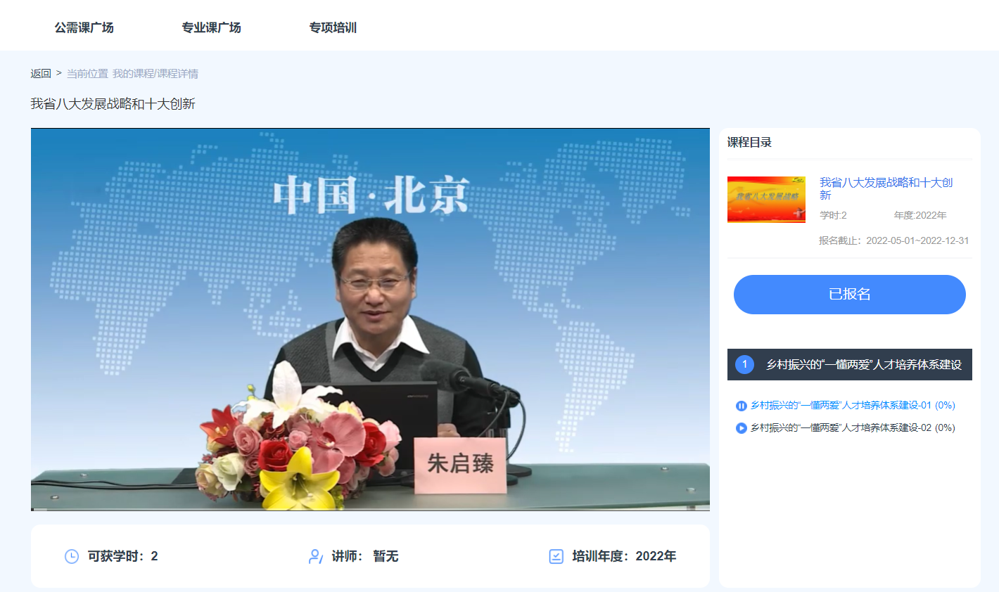 公需课广场 专业课广场 专项培训
返回 > 当前位置 我的课程/课程详情
我省八大发展战略和十大创新
中国·北京
朱启臻
课程目录
我省八大发展战略
我省八大发展战略和十大创
新
学时:2 年度:2022年
报名截止：2022-05-01~2022-12-31
已报名
1 乡村振兴的“一懂两爱”人才培养体系建设
乡村振兴的“一懂两爱”人才培养体系建设-01 (0%)
乡村振兴的“一懂两爱”人才培养体系建设-02 (0%)
可获学时：2 讲师： 暂无 培训年度：2022年